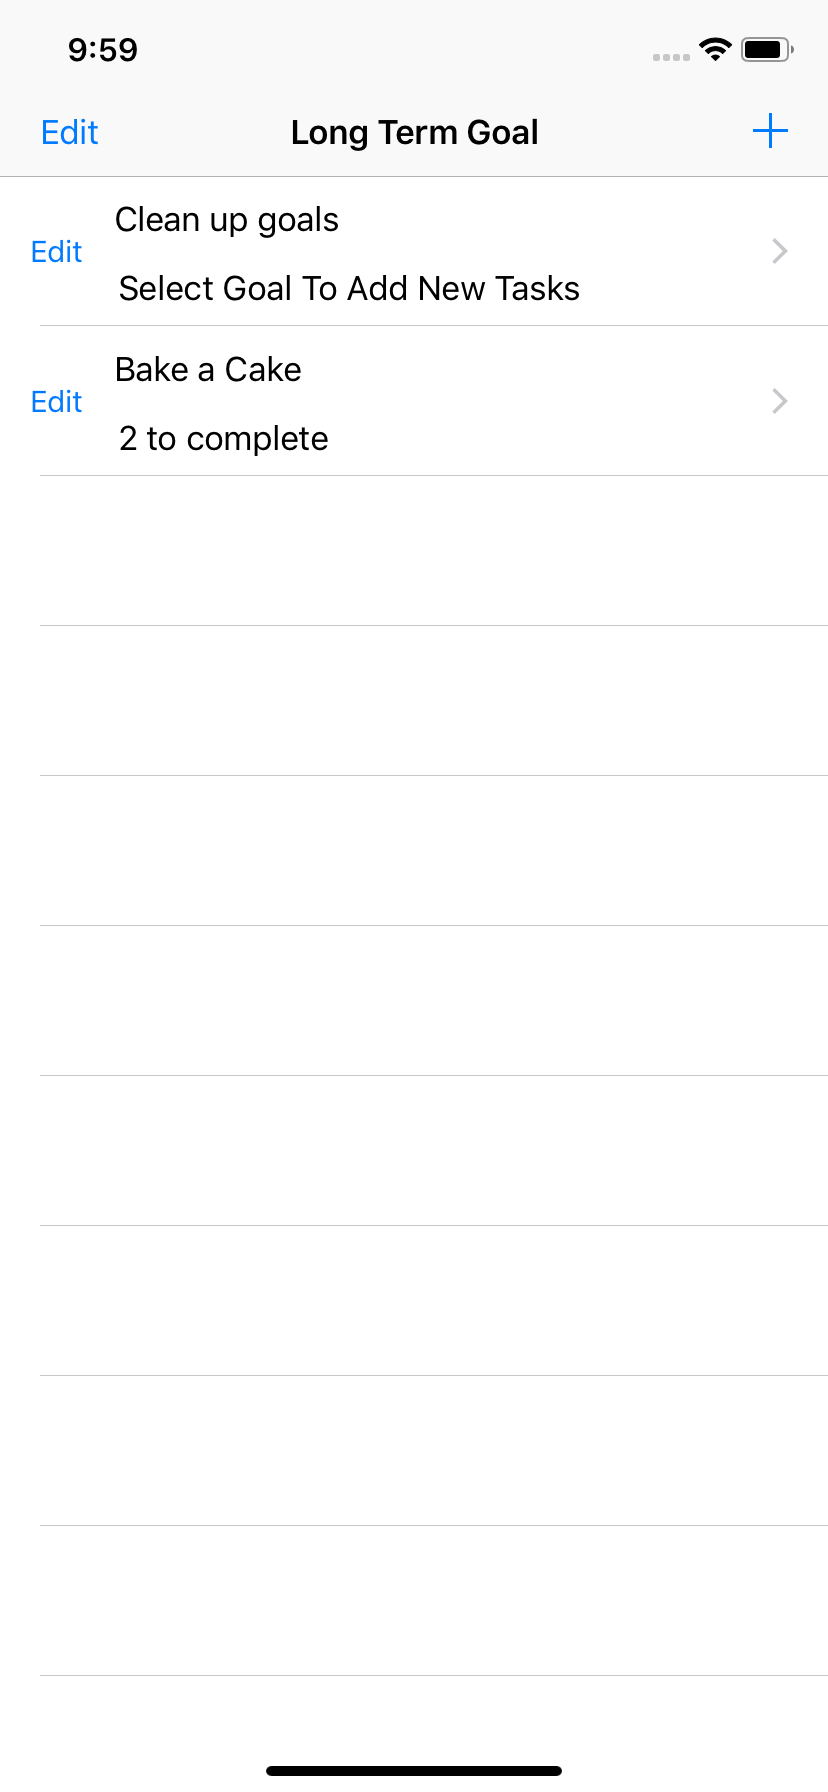 9:59
Edit Long Term Goal +
Clean up goals
Edit
Select Goal To Add New Tasks
Bake a Cake
Edit
2 to complete